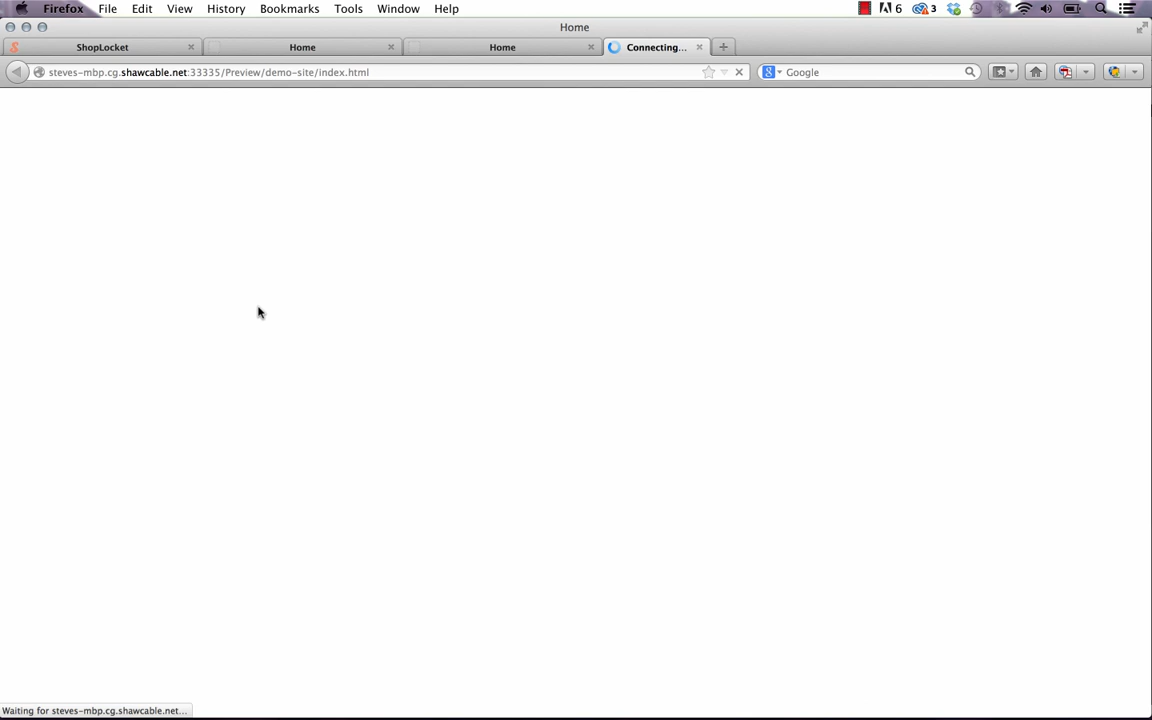 Firefox File Edit View History Bookmarks Tools Window Help 6 3
Home
ShopLocket Home Home Connecting...
steves-mbp.cg.shawcable.net:33335/Preview/demo-site/index.html Google
Waiting for steves-mbp.cg.shawcable.net...